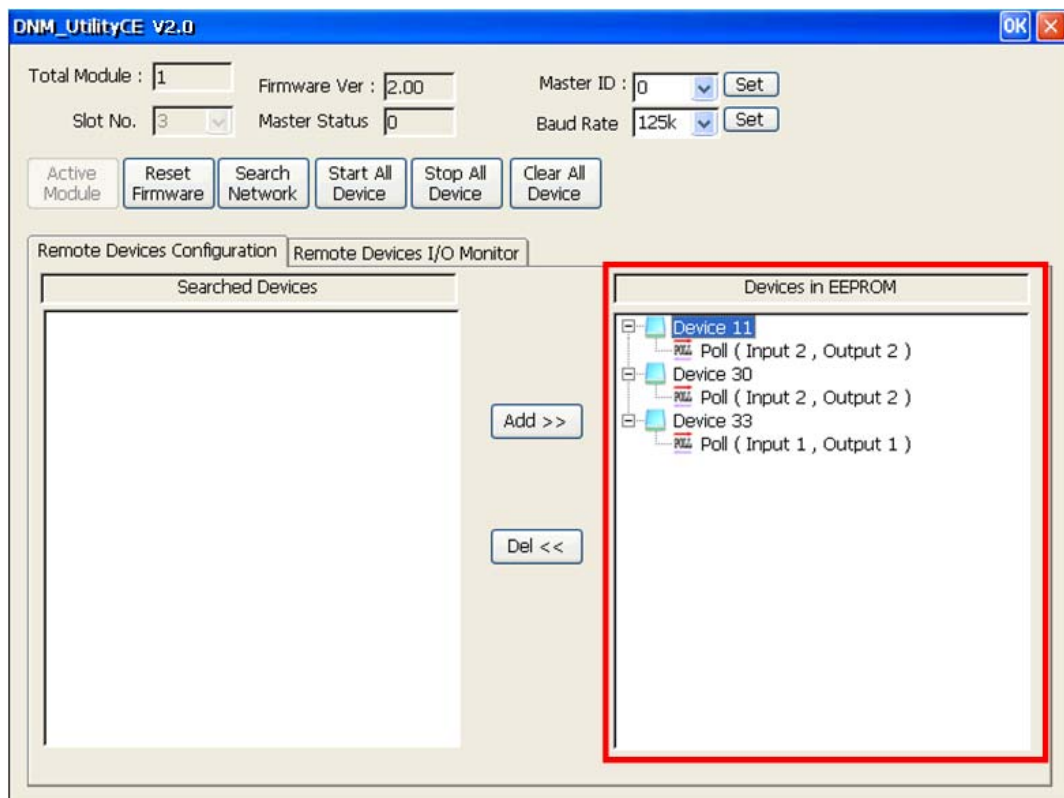 DNM_UtilityCE V2.0 OK
Total Module : 1 Firmware Ver : 2.00 Master ID : 0 Set
Slot No. 3 Master Status 0 Baud Rate 125k Set
Active Module
Reset Firmware
Search Network
Start All Device
Stop All Device
Clear All Device
Remote Devices Configuration Remote Devices I/O Monitor
Searched Devices
Add >>
Del <<
Devices in EEPROM
Device 11
POLL Poll ( Input 2 , Output 2 )
Device 30
POLL Poll ( Input 2 , Output 2 )
Device 33
POLL Poll ( Input 1 , Output 1 )